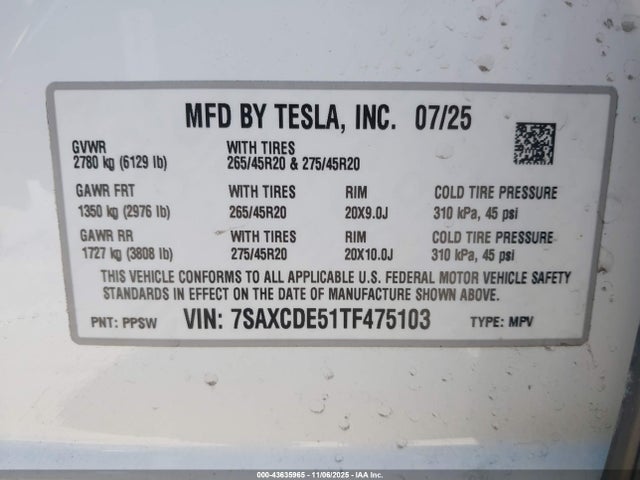 MFD BY TESLA, INC. 07/25
GVWR WITH TIRES
2780 kg (6129 lb) 265/45R20 & 275/45R20
GAWR FRT WITH TIRES RIM COLD TIRE PRESSURE
1350 kg (2976 lb) 265/45R20 20X9.0J 310 kPa, 45 psi
GAWR RR WITH TIRES RIM COLD TIRE PRESSURE
1727 kg (3808 lb) 275/45R20 20X10.0J 310 kPa, 45 psi
THIS VEHICLE CONFORMS TO ALL APPLICABLE U.S. FEDERAL MOTOR VEHICLE SAFETY
STANDARDS IN EFFECT ON THE DATE OF MANUFACTURE SHOWN ABOVE.
PNT: PPSW VIN: 7SAXCDE51TF475103 TYPE: MPV
000-43635965 - 11/06/2025 - IAA Inc.